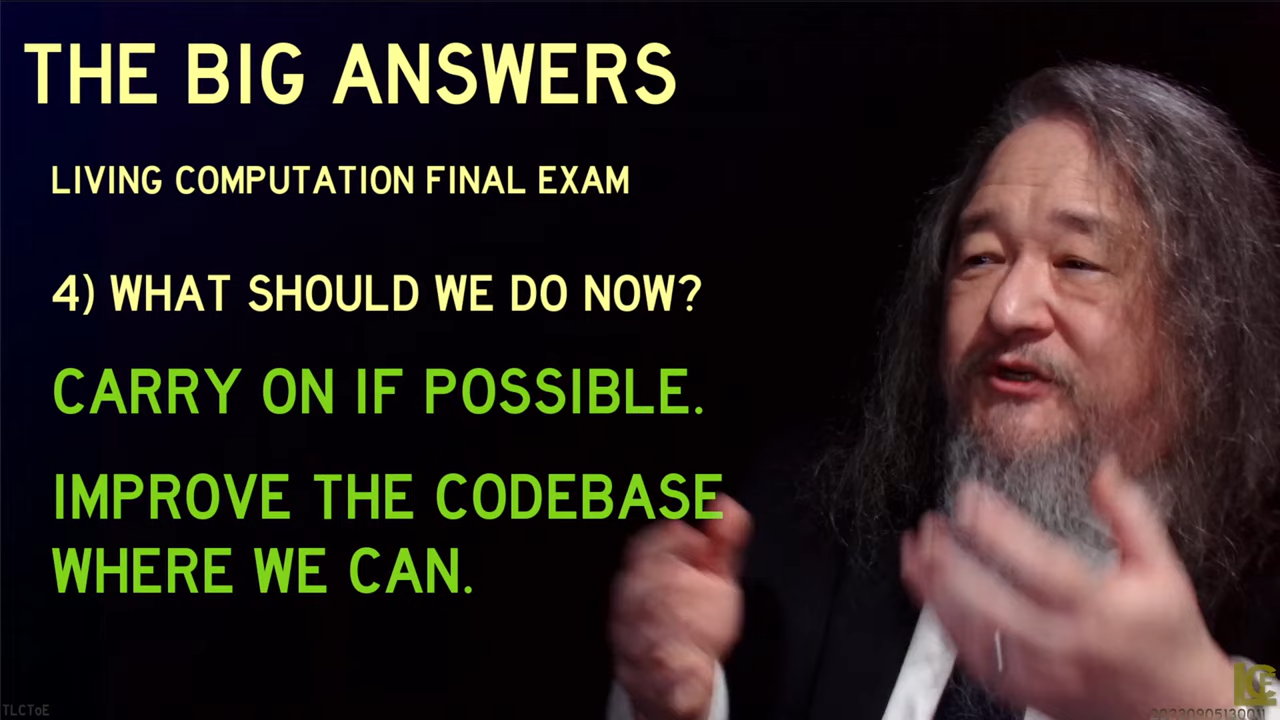 THE BIG ANSWERS
LIVING COMPUTATION FINAL EXAM
4) WHAT SHOULD WE DO NOW?
CARRY ON IF POSSIBLE.
IMPROVE THE CODEBASE
WHERE WE CAN.
TLCToE